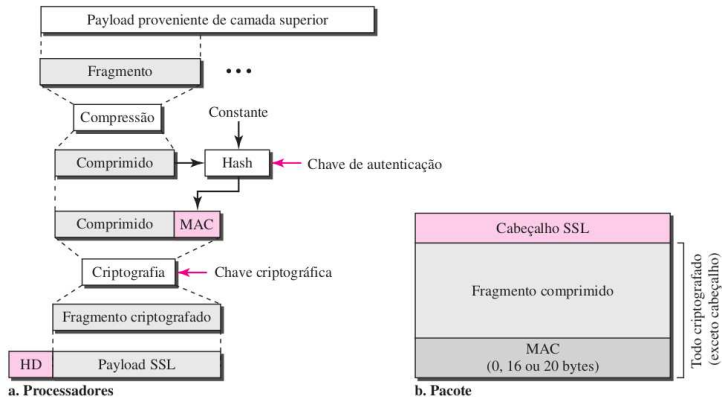 Payload proveniente de camada superior
Fragmento
Compressão
Constante
Comprimido
Hash
Chave de autenticação
Comprimido
MAC
Criptografia
Chave criptográfica
Fragmento criptografado
HD
Payload SSL
a. Processadores
Cabeçalho SSL
Fragmento comprimido
MAC
(0, 16 ou 20 bytes)
Todo criptografado
(exceto cabeçalho)
b. Pacote